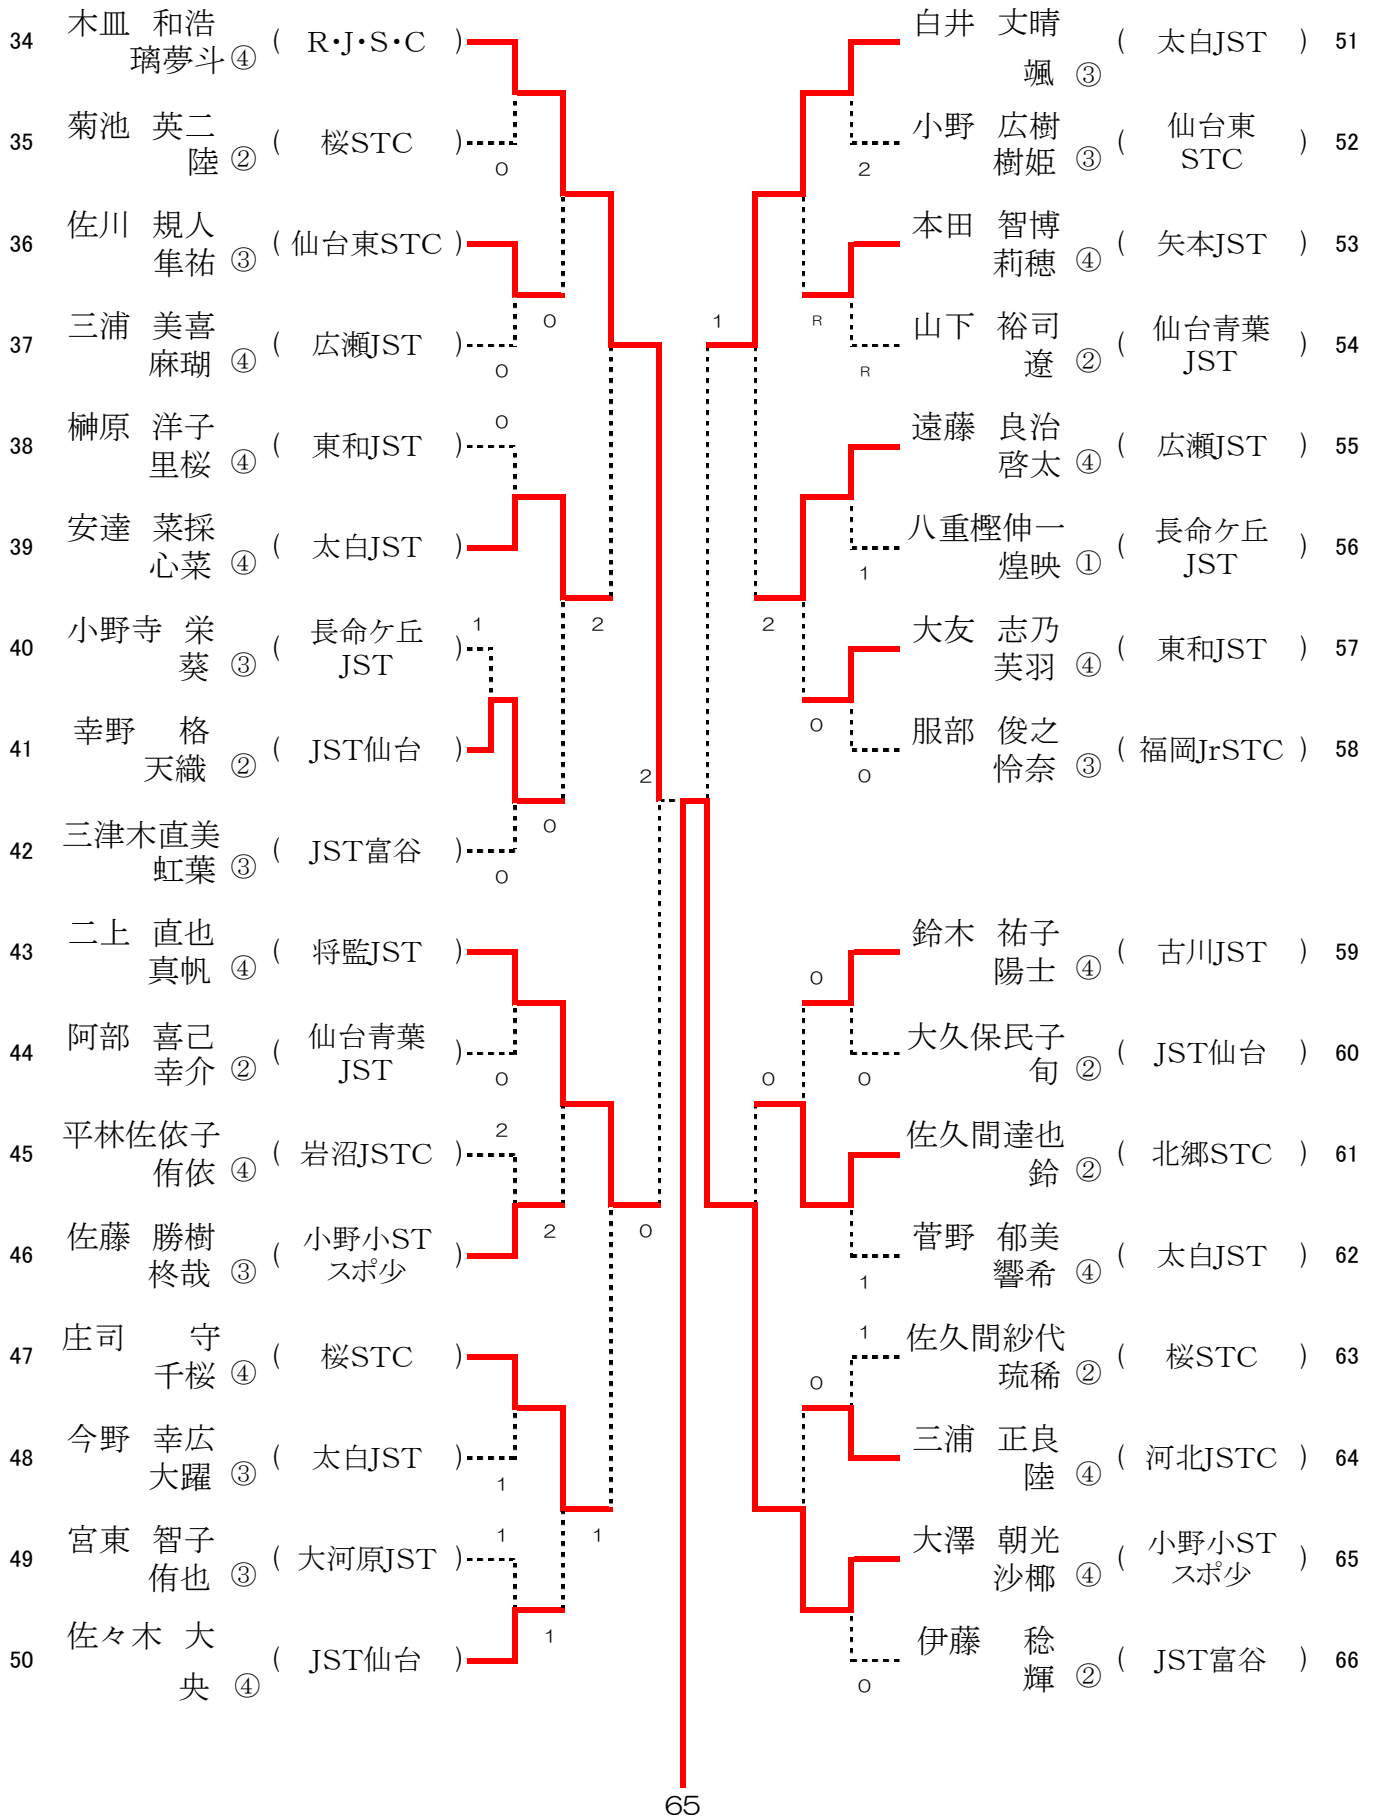 34 木皿 和浩 璃夢斗 ④ ( R・J・S・C )
35 菊池 英二 陸 ② ( 桜STC ) 0
36 佐川 規人 隼祐 ③ ( 仙台東STC ) 0
37 三浦 美喜 麻瑚 ④ ( 広瀬JST ) 0
38 榊原 洋子 里桜 ④ ( 東和JST ) 0
39 安達 菜採 心菜 ④ ( 太白JST ) 2
40 小野寺 栄 葵 ③ ( 長命ケ丘 JST ) 1
41 幸野 格 天織 ② ( JST仙台 ) 0
42 三津木直美 虹葉 ③ ( JST富谷 ) 0
2
43 二上 直也 真帆 ④ ( 将監JST )
44 阿部 喜己 幸介 ② ( 仙台青葉 JST ) 0
45 平林佐依子 侑依 ④ ( 岩沼JSTC ) 2
46 佐藤 勝樹 柊哉 ③ ( 小野小ST スポ少 ) 2
0
47 庄司 守 千桜 ④ ( 桜STC )
48 今野 幸広 大躍 ③ ( 太白JST ) 1
1
49 宮東 智子 侑也 ③ ( 大河原JST ) 1
50 佐々木 大 央 ④ ( JST仙台 ) 1
白井 丈晴 颯 ③ ( 太白JST ) 51
2 小野 広樹 樹姫 ③ ( 仙台東 STC ) 52
1
R 本田 智博 莉穂 ④ ( 矢本JST ) 53
R 山下 裕司 遼 ② ( 仙台青葉 JST ) 54
遠藤 良治 啓太 ④ ( 広瀬JST ) 55
1 八重樫伸一 煌映 ① ( 長命ケ丘 JST ) 56
2
0 大友 志乃 芙羽 ④ ( 東和JST ) 57
0 服部 俊之 怜奈 ③ ( 福岡JrSTC ) 58
0 鈴木 祐子 陽士 ④ ( 古川JST ) 59
0 大久保民子 旬 ② ( JST仙台 ) 60
0
佐久間達也 鈴 ② ( 北郷STC ) 61
1 菅野 郁美 響希 ④ ( 太白JST ) 62
1 佐久間紗代 琉稀 ② ( 桜STC ) 63
0 三浦 正良 陸 ④ ( 河北JSTC ) 64
大澤 朝光 沙椰 ④ ( 小野小ST スポ少 ) 65
0 伊藤 稔 輝 ② ( JST富谷 ) 66
65